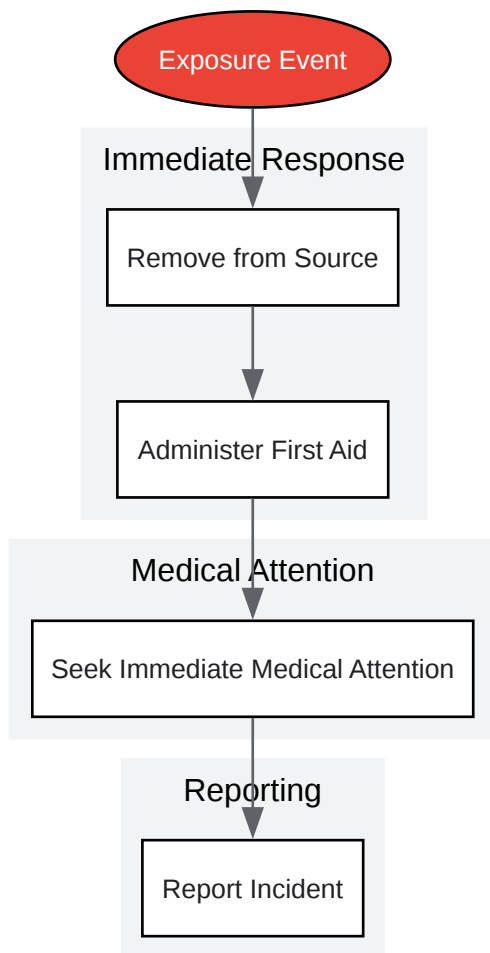 Exposure Event
Immediate Response
Remove from Source
Administer First Aid
Medical Attention
Seek Immediate Medical Attention
Reporting
Report Incident